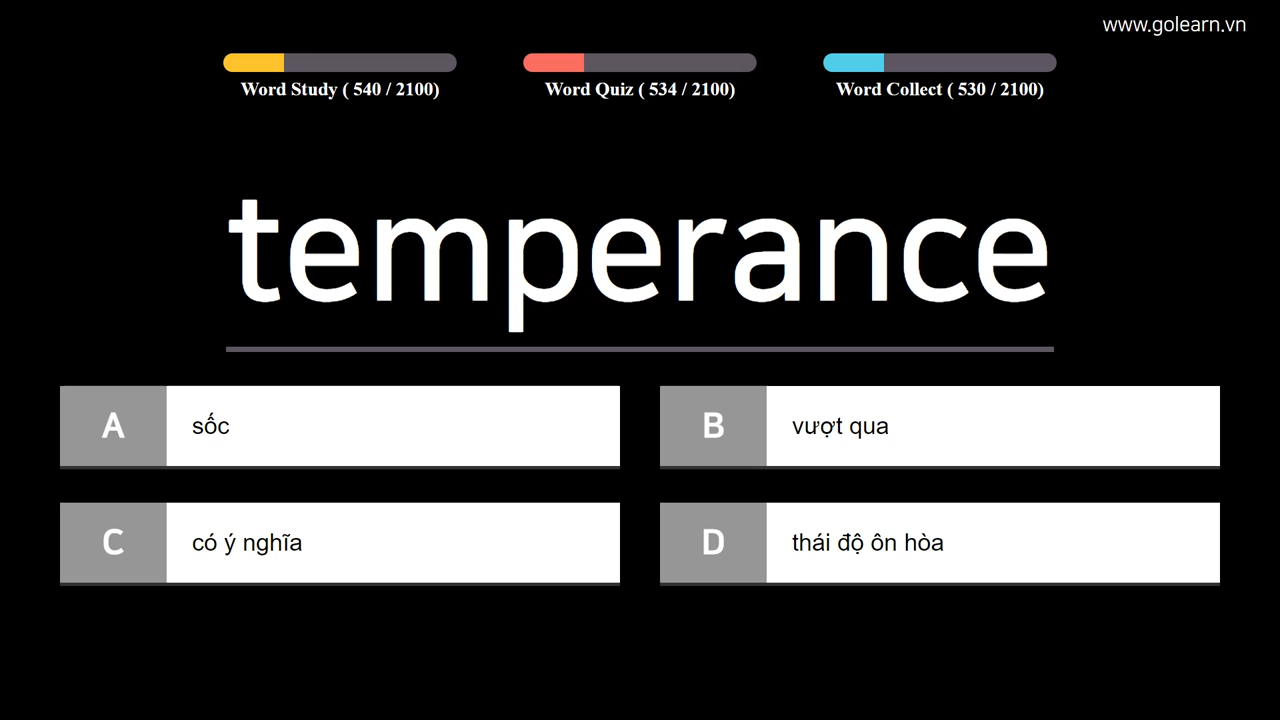 www.golearn.vn
Word Study ( 540 / 2100)
Word Quiz ( 534 / 2100)
Word Collect ( 530 / 2100)
temperance
A sốc
B vượt qua
C có ý nghĩa
D thái độ ôn hòa